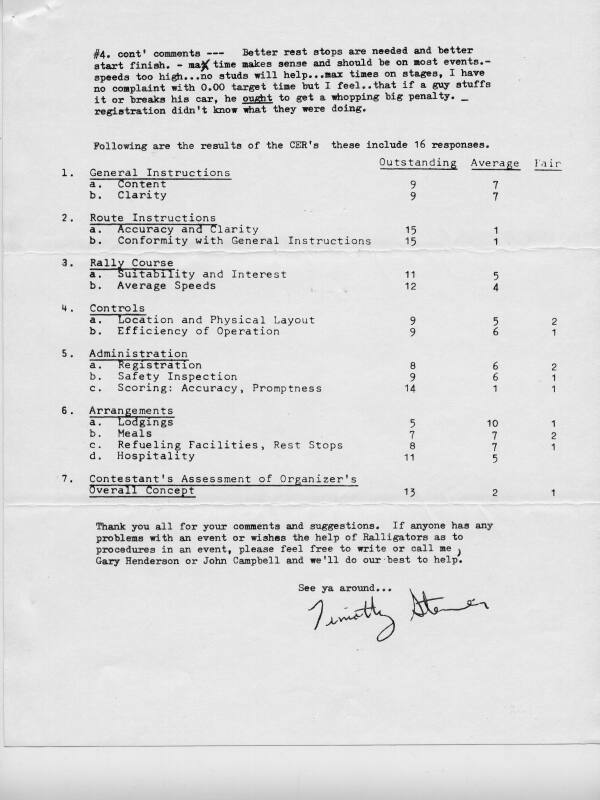 #4. cont' comments --- Better rest stops are needed and better
start finish. - max time makes sense and should be on most events.-
speeds too high...no studs will help...max times on stages, I have
no complaint with 0.00 target time but I feel..that if a guy stuffs
it or breaks his car, he ought to get a whopping big penalty. _
registration didn't know what they were doing.
Following are the results of the CER's these include 16 responses.
Outstanding Average Fair
1. General Instructions
a. Content 9 7
b. Clarity 9 7
2. Route Instructions
a. Accuracy and Clarity 15 1
b. Conformity with General Instructions 15 1
3. Rally Course
a. Suitability and Interest 11 5
b. Average Speeds 12 4
4. Controls
a. Location and Physical Layout 9 5 2
b. Efficiency of Operation 9 6 1
5. Administration
a. Registration 8 6 2
b. Safety Inspection 9 6 1
c. Scoring: Accuracy, Promptness 14 1 1
6. Arrangements
a. Lodgings 5 10 1
b. Meals 7 7 2
c. Refueling Facilities, Rest Stops 8 7 1
d. Hospitality 11 5
7. Contestant's Assessment of Organizer's
Overall Concept 13 2 1
Thank you all for your comments and suggestions. If anyone has any
problems with an event or wishes the help of Ralligators as to
procedures in an event, please feel free to write or call me,
Gary Henderson or John Campbell and we'll do our best to help.
See ya around...
Timothy